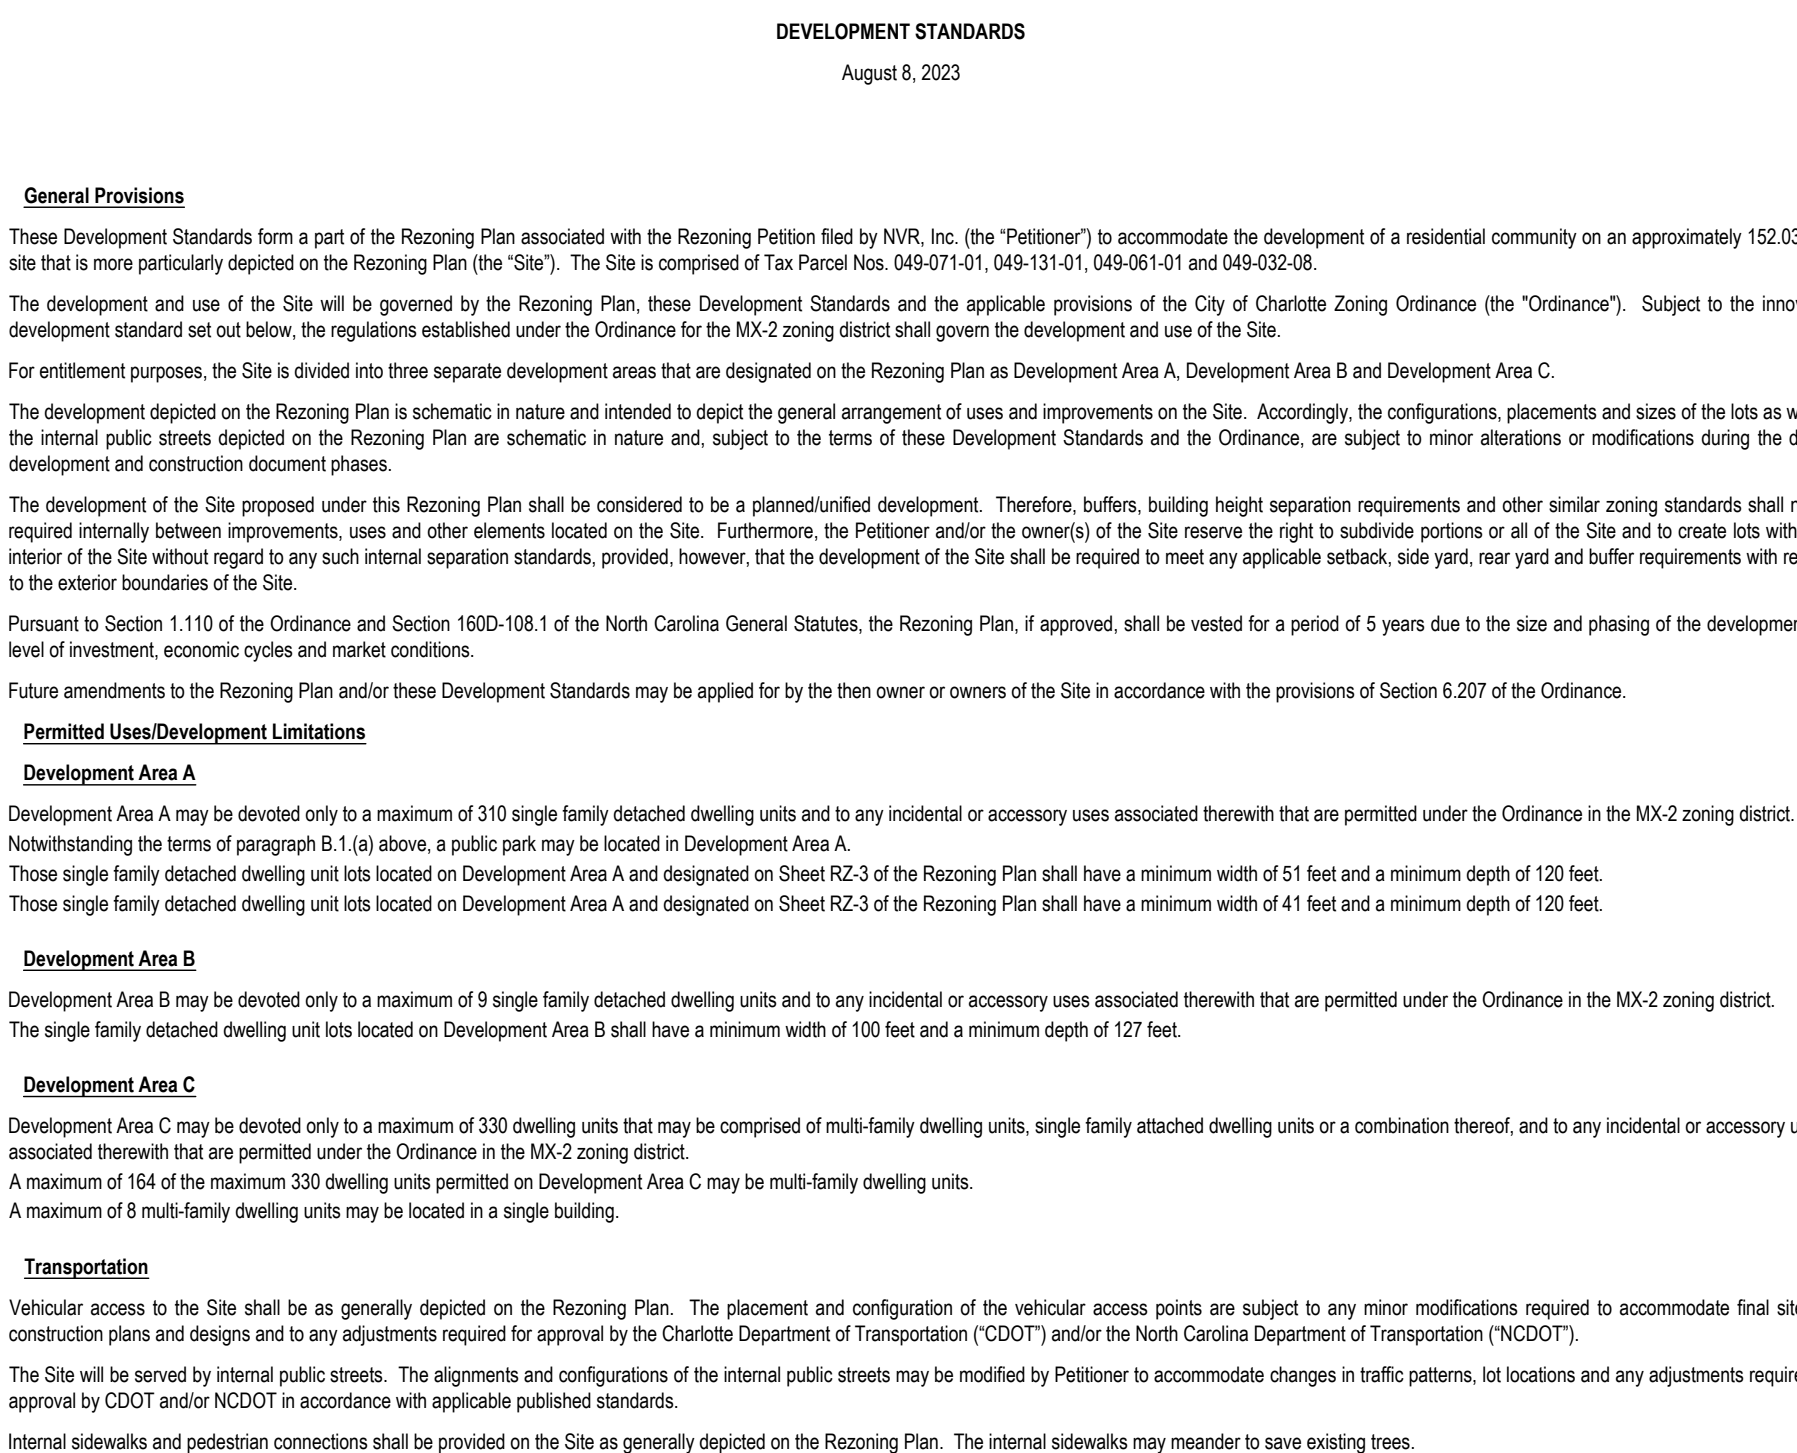 DEVELOPMENT STANDARDS
August 8, 2023
General Provisions
These Development Standards form a part of the Rezoning Plan associated with the Rezoning Petition filed by NVR, Inc. (the “Petitioner”) to accommodate the development of a residential community on an approximately 152.03
site that is more particularly depicted on the Rezoning Plan (the “Site”).  The Site is comprised of Tax Parcel Nos. 049-071-01, 049-131-01, 049-061-01 and 049-032-08.
The development and use of the Site will be governed by the Rezoning Plan, these Development Standards and the applicable provisions of the City of Charlotte Zoning Ordinance (the "Ordinance").  Subject to the
development standard set out below, the regulations established under the Ordinance for the MX-2 zoning district shall govern the development and use of the Site.
For entitlement purposes, the Site is divided into three separate development areas that are designated on the Rezoning Plan as Development Area A, Development Area B and Development Area C.
The development depicted on the Rezoning Plan is schematic in nature and intended to depict the general arrangement of uses and improvements on the Site.  Accordingly, the configurations, placements and sizes of the lots as
the internal public streets depicted on the Rezoning Plan are schematic in nature and, subject to the terms of these Development Standards and the Ordinance, are subject to minor alterations or modifications during the
development and construction document phases.
The development of the Site proposed under this Rezoning Plan shall be considered to be a planned/unified development.  Therefore, buffers, building height separation requirements and other similar zoning standards shall
required internally between improvements, uses and other elements located on the Site.  Furthermore, the Petitioner and/or the owner(s) of the Site reserve the right to subdivide portions or all of the Site and to create lots
interior of the Site without regard to any such internal separation standards, provided, however, that the development of the Site shall be required to meet any applicable setback, side yard, rear yard and buffer requirements with
to the exterior boundaries of the Site.
Pursuant to Section 1.110 of the Ordinance and Section 160D-108.1 of the North Carolina General Statutes, the Rezoning Plan, if approved, shall be vested for a period of 5 years due to the size and phasing of the
level of investment, economic cycles and market conditions.
Future amendments to the Rezoning Plan and/or these Development Standards may be applied for by the then owner or owners of the Site in accordance with the provisions of Section 6.207 of the Ordinance.
Permitted Uses/Development Limitations
Development Area A
Development Area A may be devoted only to a maximum of 310 single family detached dwelling units and to any incidental or accessory uses associated therewith that are permitted under the Ordinance in the MX-2 zoning district.
Notwithstanding the terms of paragraph B.1.(a) above, a public park may be located in Development Area A.
Those single family detached dwelling unit lots located on Development Area A and designated on Sheet RZ-3 of the Rezoning Plan shall have a minimum width of 51 feet and a minimum depth of 120 feet.
Those single family detached dwelling unit lots located on Development Area A and designated on Sheet RZ-3 of the Rezoning Plan shall have a minimum width of 41 feet and a minimum depth of 120 feet.
Development Area B
Development Area B may be devoted only to a maximum of 9 single family detached dwelling units and to any incidental or accessory uses associated therewith that are permitted under the Ordinance in the MX-2 zoning district.
The single family detached dwelling unit lots located on Development Area B shall have a minimum width of 100 feet and a minimum depth of 127 feet.
Development Area C
Development Area C may be devoted only to a maximum of 330 dwelling units that may be comprised of multi-family dwelling units, single family attached dwelling units or a combination thereof, and to any incidental or accessory
associated therewith that are permitted under the Ordinance in the MX-2 zoning district.
A maximum of 164 of the maximum 330 dwelling units permitted on Development Area C may be multi-family dwelling units.
A maximum of 8 multi-family dwelling units may be located in a single building.
Transportation
Vehicular access to the Site shall be as generally depicted on the Rezoning Plan.  The placement and configuration of the vehicular access points are subject to any minor modifications required to accommodate final site
construction plans and designs and to any adjustments required for approval by the Charlotte Department of Transportation (“CDOT”) and/or the North Carolina Department of Transportation (“NCDOT”).
The Site will be served by internal public streets.  The alignments and configurations of the internal public streets may be modified by Petitioner to accommodate changes in traffic patterns, lot locations and any adjustments
approval by CDOT and/or NCDOT in accordance with applicable published standards.
Internal sidewalks and pedestrian connections shall be provided on the Site as generally depicted on the Rezoning Plan.  The internal sidewalks may meander to save existing trees.